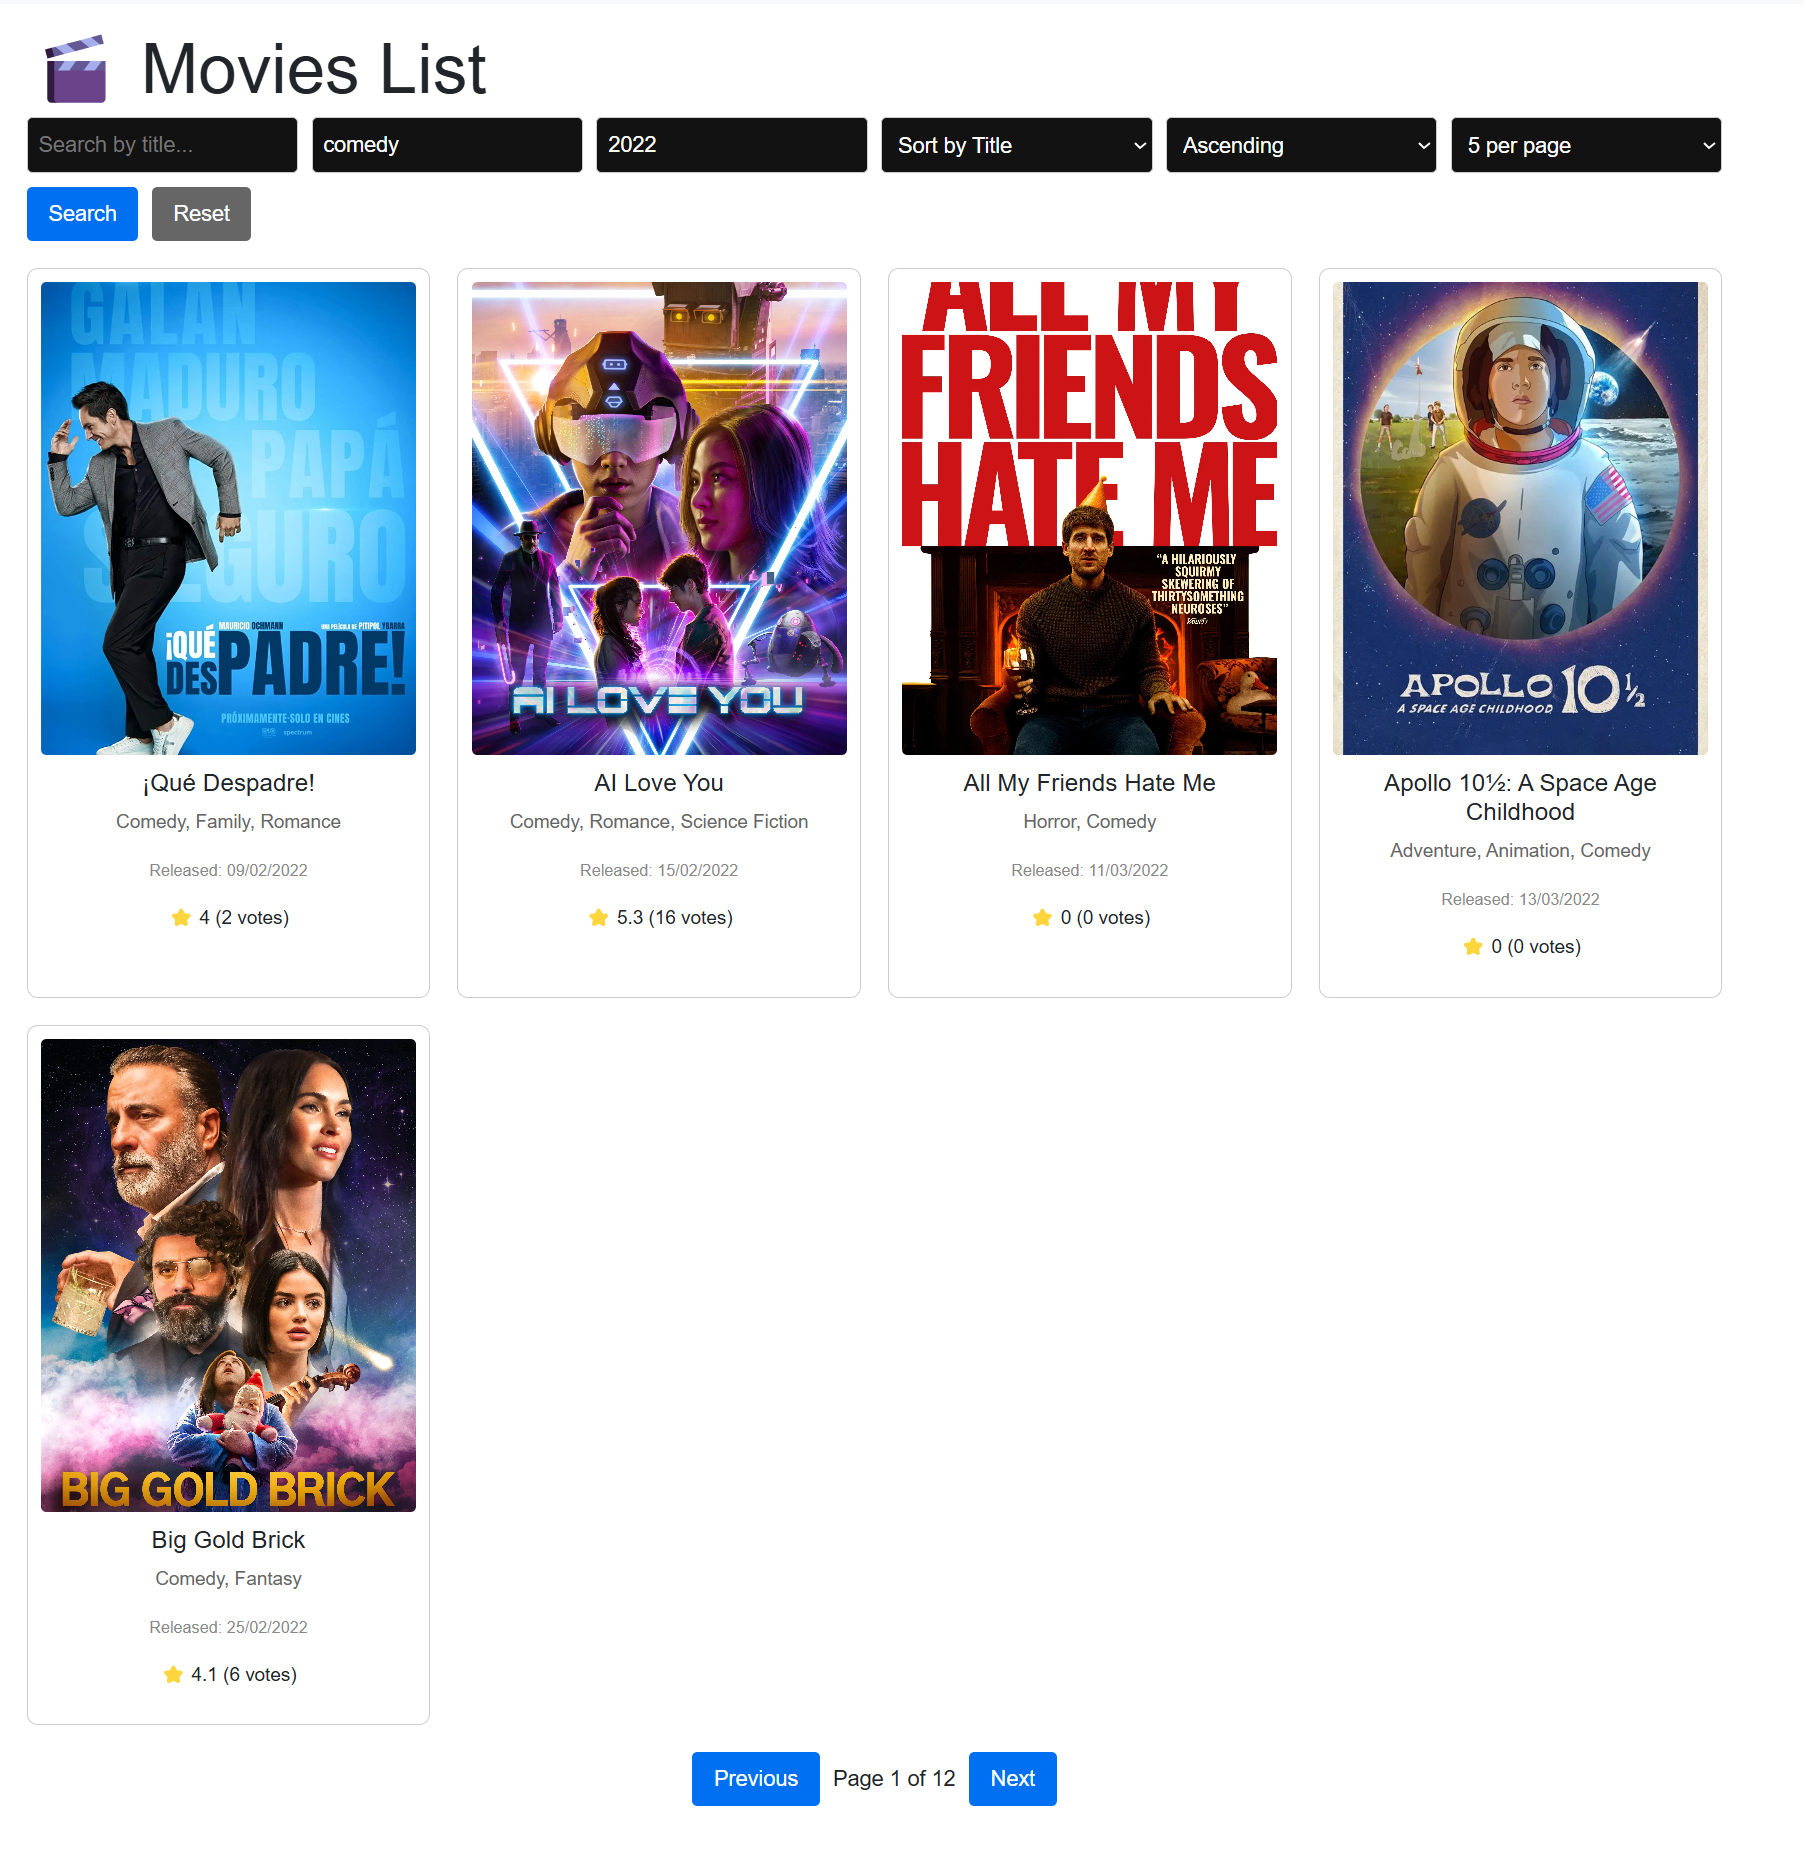 Movies List
Search by title...
comedy
2022
Sort by Title
Ascending
5 per page
Search
Reset
GALÁN
MADURO
PAPÁ
SEGURO
MAURICIO OCHMANN
UNA PELÍCULA DE PITIPOL YBARRA
¡QUÉ
DESPADRE!
PRÓXIMAMENTE·SOLO EN CINES
spectrum
¡Qué Despadre!
Comedy, Family, Romance
Released: 09/02/2022
4 (2 votes)
AI LOVE YOU
AI Love You
Comedy, Romance, Science Fiction
Released: 15/02/2022
5.3 (16 votes)
ALL MY
FRIENDS
HATE ME
“A HILARIOUSLY
SQUIRMY
SKEWERING OF
THIRTYSOMETHING
NEUROSES”
All My Friends Hate Me
Horror, Comedy
Released: 11/03/2022
0 (0 votes)
APOLLO 10½
A SPACE AGE CHILDHOOD
Apollo 10½: A Space Age
Childhood
Adventure, Animation, Comedy
Released: 13/03/2022
0 (0 votes)
BIG GOLD BRICK
Big Gold Brick
Comedy, Fantasy
Released: 25/02/2022
4.1 (6 votes)
Previous
Page 1 of 12
Next